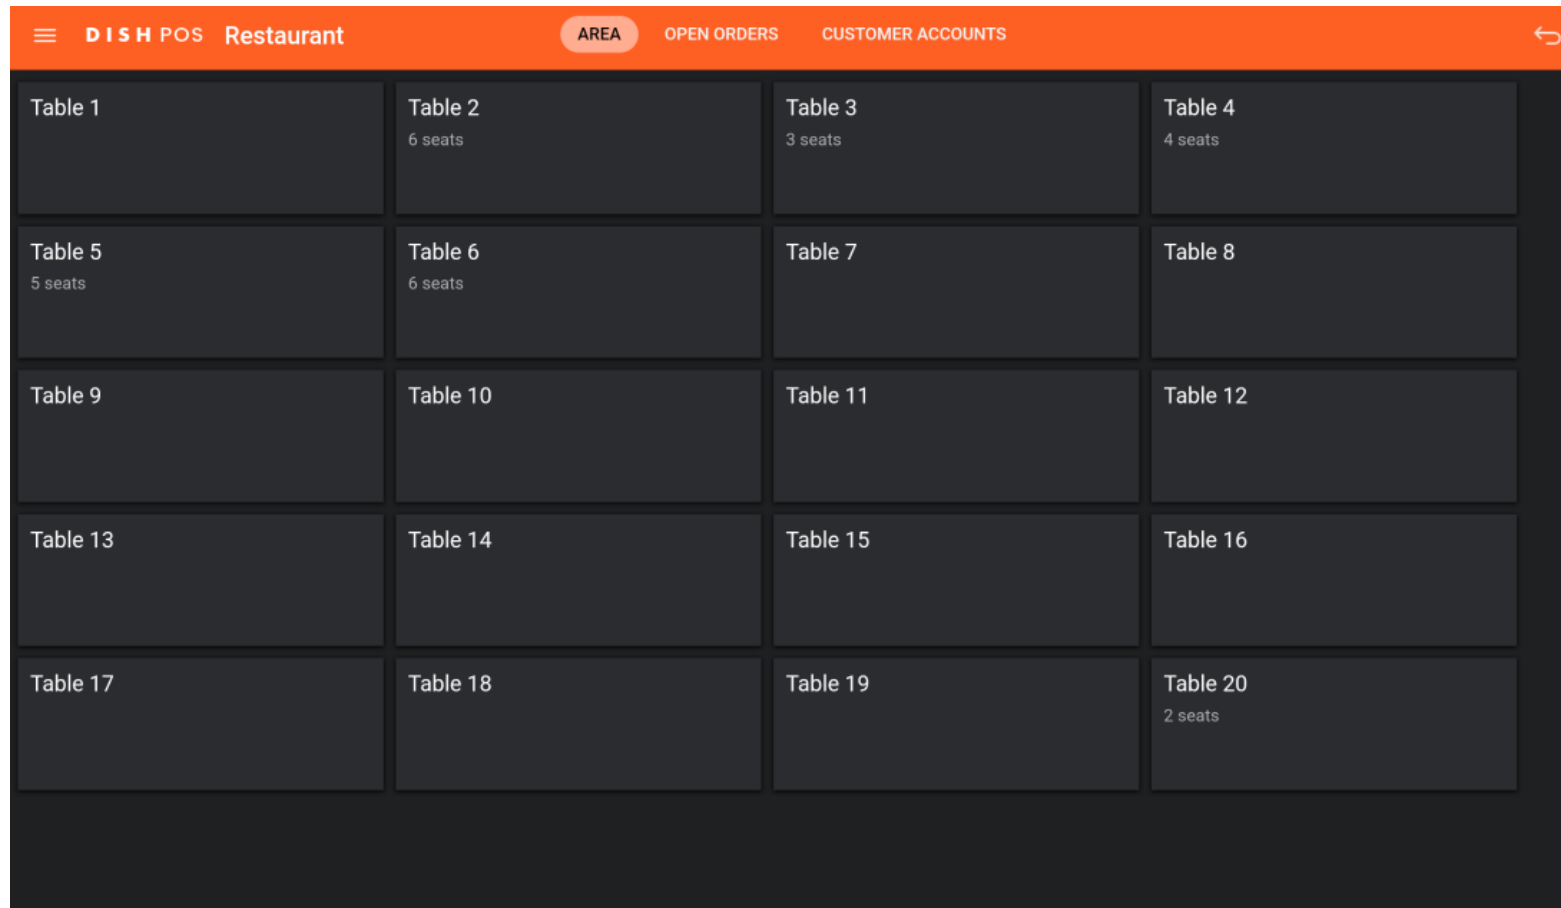 DISH POS Restaurant AREA OPEN ORDERS CUSTOMER ACCOUNTS
Table 1
Table 2
6 seats
Table 3
3 seats
Table 4
4 seats
Table 5
5 seats
Table 6
6 seats
Table 7
Table 8
Table 9
Table 10
Table 11
Table 12
Table 13
Table 14
Table 15
Table 16
Table 17
Table 18
Table 19
Table 20
2 seats